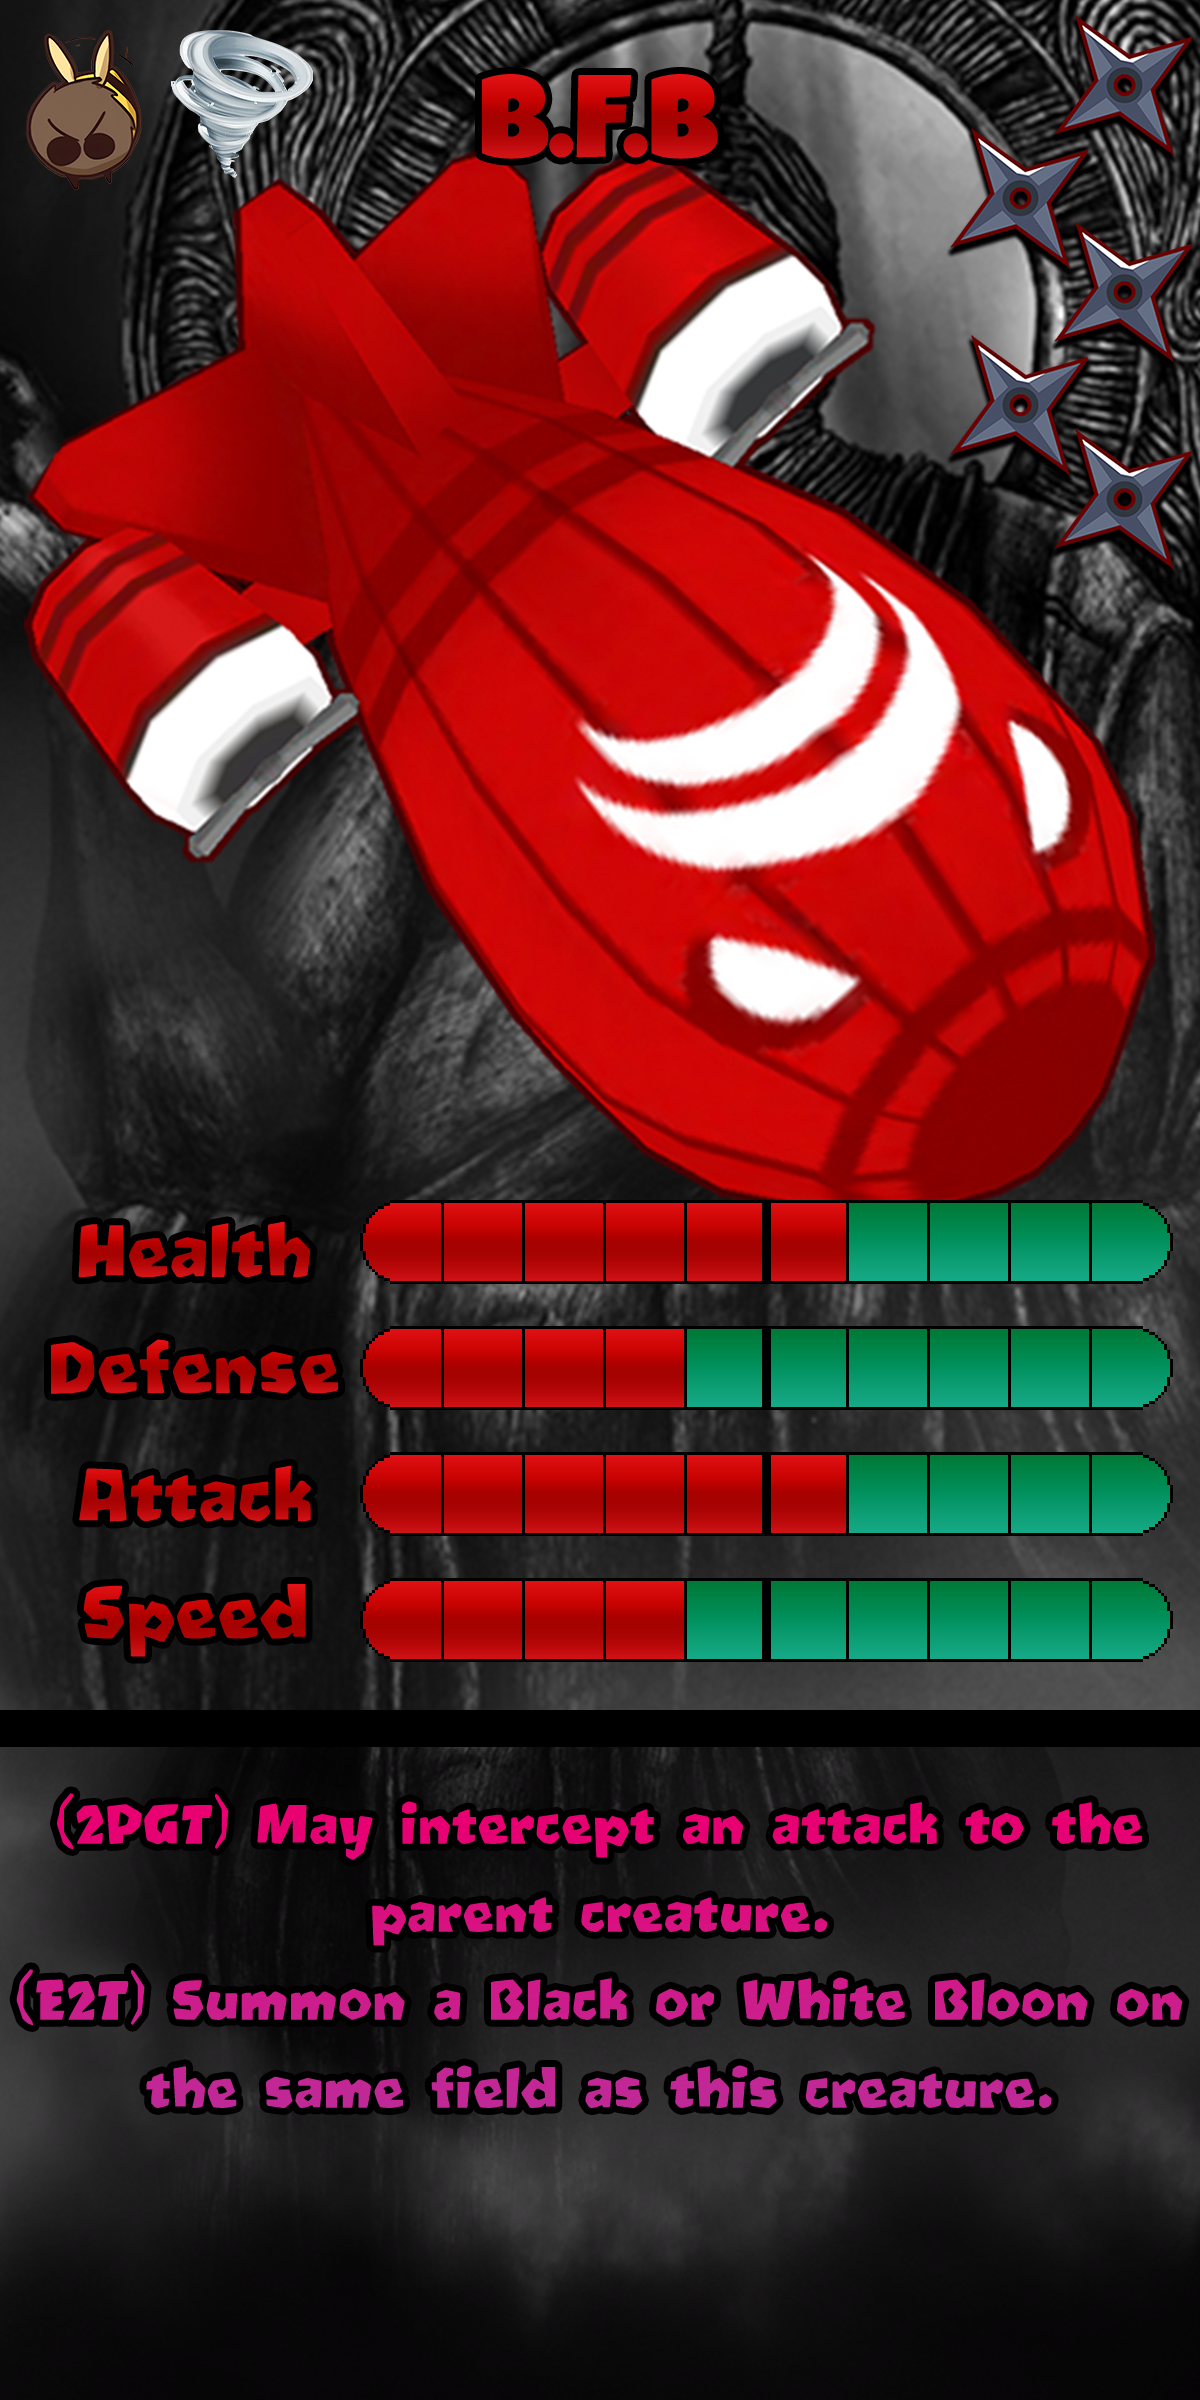 B.F.B
Health
Defense
Attack
Speed
(2PGT) May intercept an attack to the
parent creature.
(E2T) Summon a Black or White Bloon on
the same field as this creature.